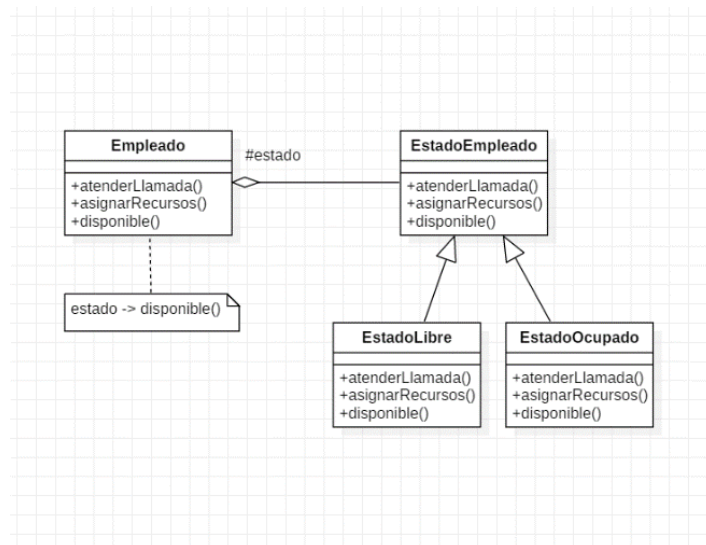 Empleado
+atenderLlamada()
+asignarRecursos()
+disponible()
#estado
EstadoEmpleado
+atenderLlamada()
+asignarRecursos()
+disponible()
estado -> disponible()
EstadoLibre
+atenderLlamada()
+asignarRecursos()
+disponible()
EstadoOcupado
+atenderLlamada()
+asignarRecursos()
+disponible()